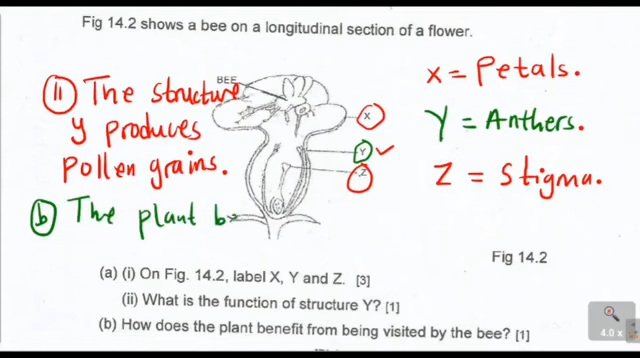 Fig 14.2 shows a bee on a longitudinal section of a flower.
BEE
X
Y
Z
(ii) The structure
y produces
pollen grains.
(b) The plant b
X = Petals.
Y = Anthers.
Z = Stigma.
Fig 14.2
(a) (i) On Fig. 14.2, label X, Y and Z. [3]
(ii) What is the function of structure Y? [1]
(b) How does the plant benefit from being visited by the bee? [1]
4.0 x